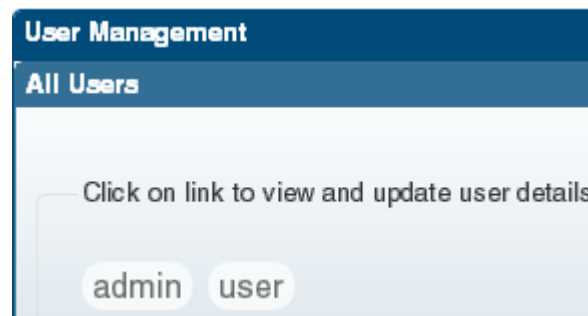 User Management
All Users
Click on link to view and update user details
admin user